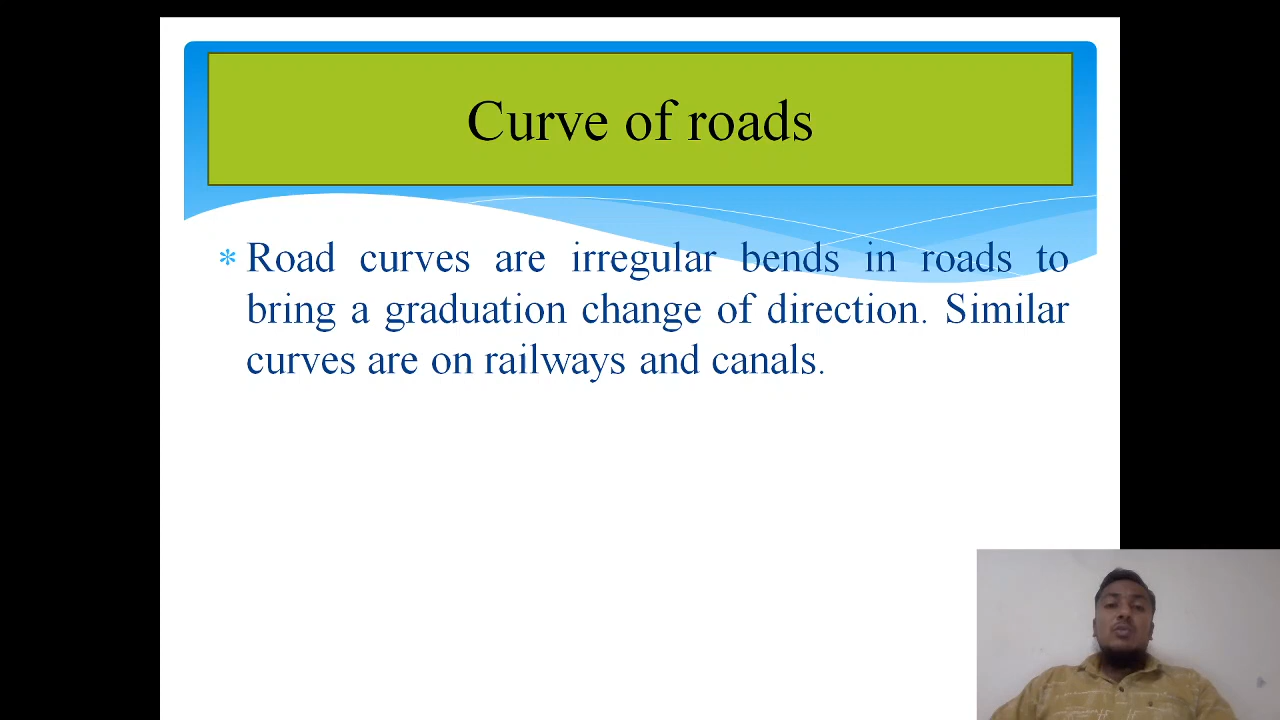 Curve of roads
* Road curves are irregular bends in roads to
bring a graduation change of direction. Similar
curves are on railways and canals.